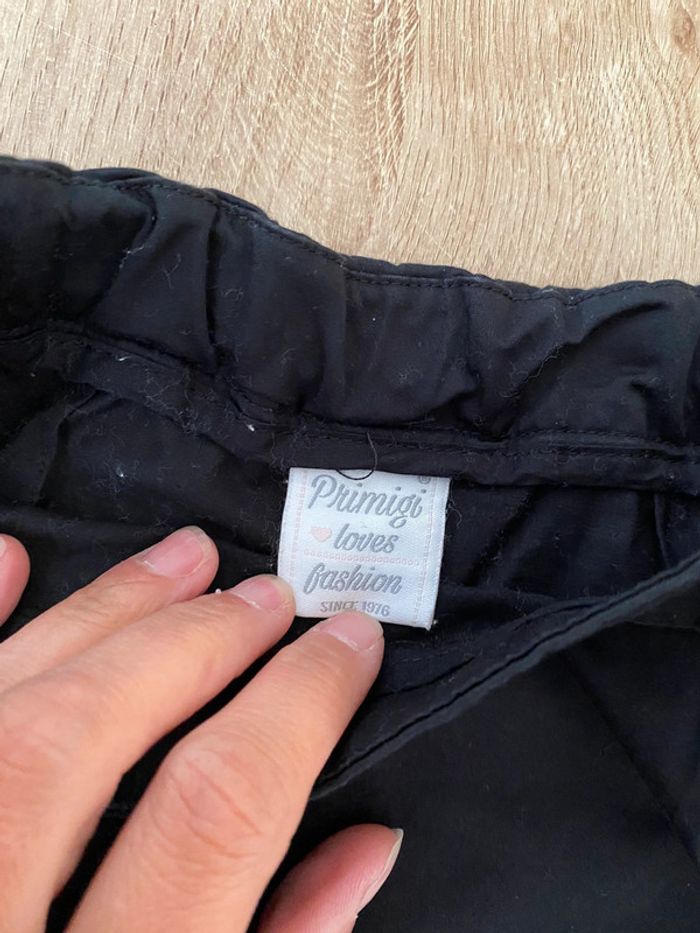 Primigi®
loves
fashion
SINCE 1976